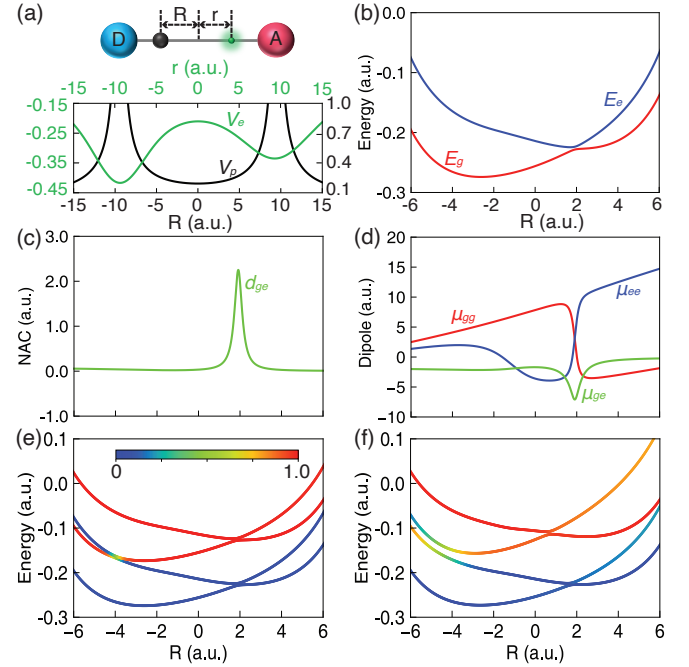 (a)
R
r
D
A
r (a.u.)
-15 -10 -5 0 5 10 15
-0.15
-0.25
-0.35
-0.45
V_e
V_p
1.0
0.7
0.4
0.1
-15 -10 -5 0 5 10 15
R (a.u.)
(b)
Energy (a.u.)
0.0
-0.1
-0.2
-0.3
E_e
E_g
-6 -4 -2 0 2 4 6
R (a.u.)
(c)
NAC (a.u.)
3.0
2.0
1.0
0.0
-1.0
d_ge
-6 -4 -2 0 2 4 6
(d)
Dipole (a.u.)
20
15
10
5
0
-5
-10
μ_gg
μ_ee
μ_ge
-6 -4 -2 0 2 4 6
(e)
Energy (a.u.)
0.1
0.0
-0.1
-0.2
-0.3
0
1.0
-6 -4 -2 0 2 4 6
R (a.u.)
(f)
Energy (a.u.)
0.1
0.0
-0.1
-0.2
-0.3
-6 -4 -2 0 2 4 6
R (a.u.)